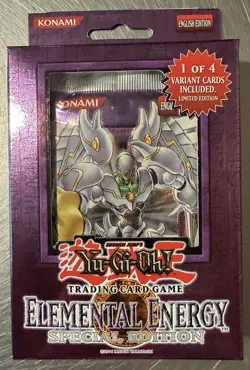 KONAMI
ENGLISH EDITION
1 OF 4
VARIANT CARDS
INCLUDED.
LIMITED EDITION
KONAMI
Yu-Gi-Oh!
TRADING CARD GAME
ELEMENTAL ENERGY
SPECIAL EDITION